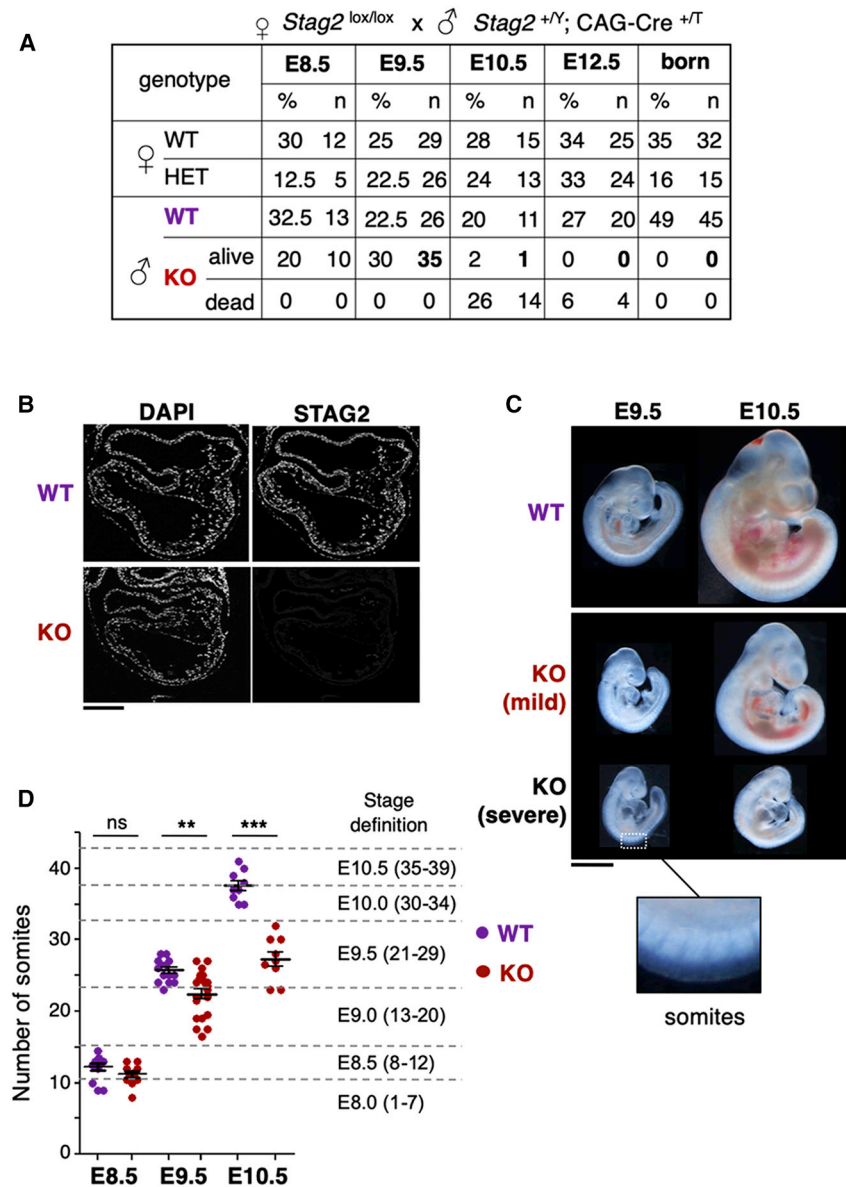 A
♀ Stag2 lox/lox x ♂ Stag2 +/Y; CAG-Cre +/T
genotype E8.5 E9.5 E10.5 E12.5 born
% n % n % n % n % n
♀ WT 30 12 25 29 28 15 34 25 35 32
HET 12.5 5 22.5 26 24 13 33 24 16 15
♂ WT 32.5 13 22.5 26 20 11 27 20 49 45
KO alive 20 10 30 35 2 1 0 0 0 0
dead 0 0 0 0 26 14 6 4 0 0
B
DAPI STAG2
WT
KO
C
E9.5 E10.5
WT
KO
(mild)
KO
(severe)
somites
D
ns ** *** Stage
definition
Number of somites
40
30
20
10
0
E10.5 (35-39)
E10.0 (30-34)
E9.5 (21-29)
E9.0 (13-20)
E8.5 (8-12)
E8.0 (1-7)
WT
KO
E8.5 E9.5 E10.5